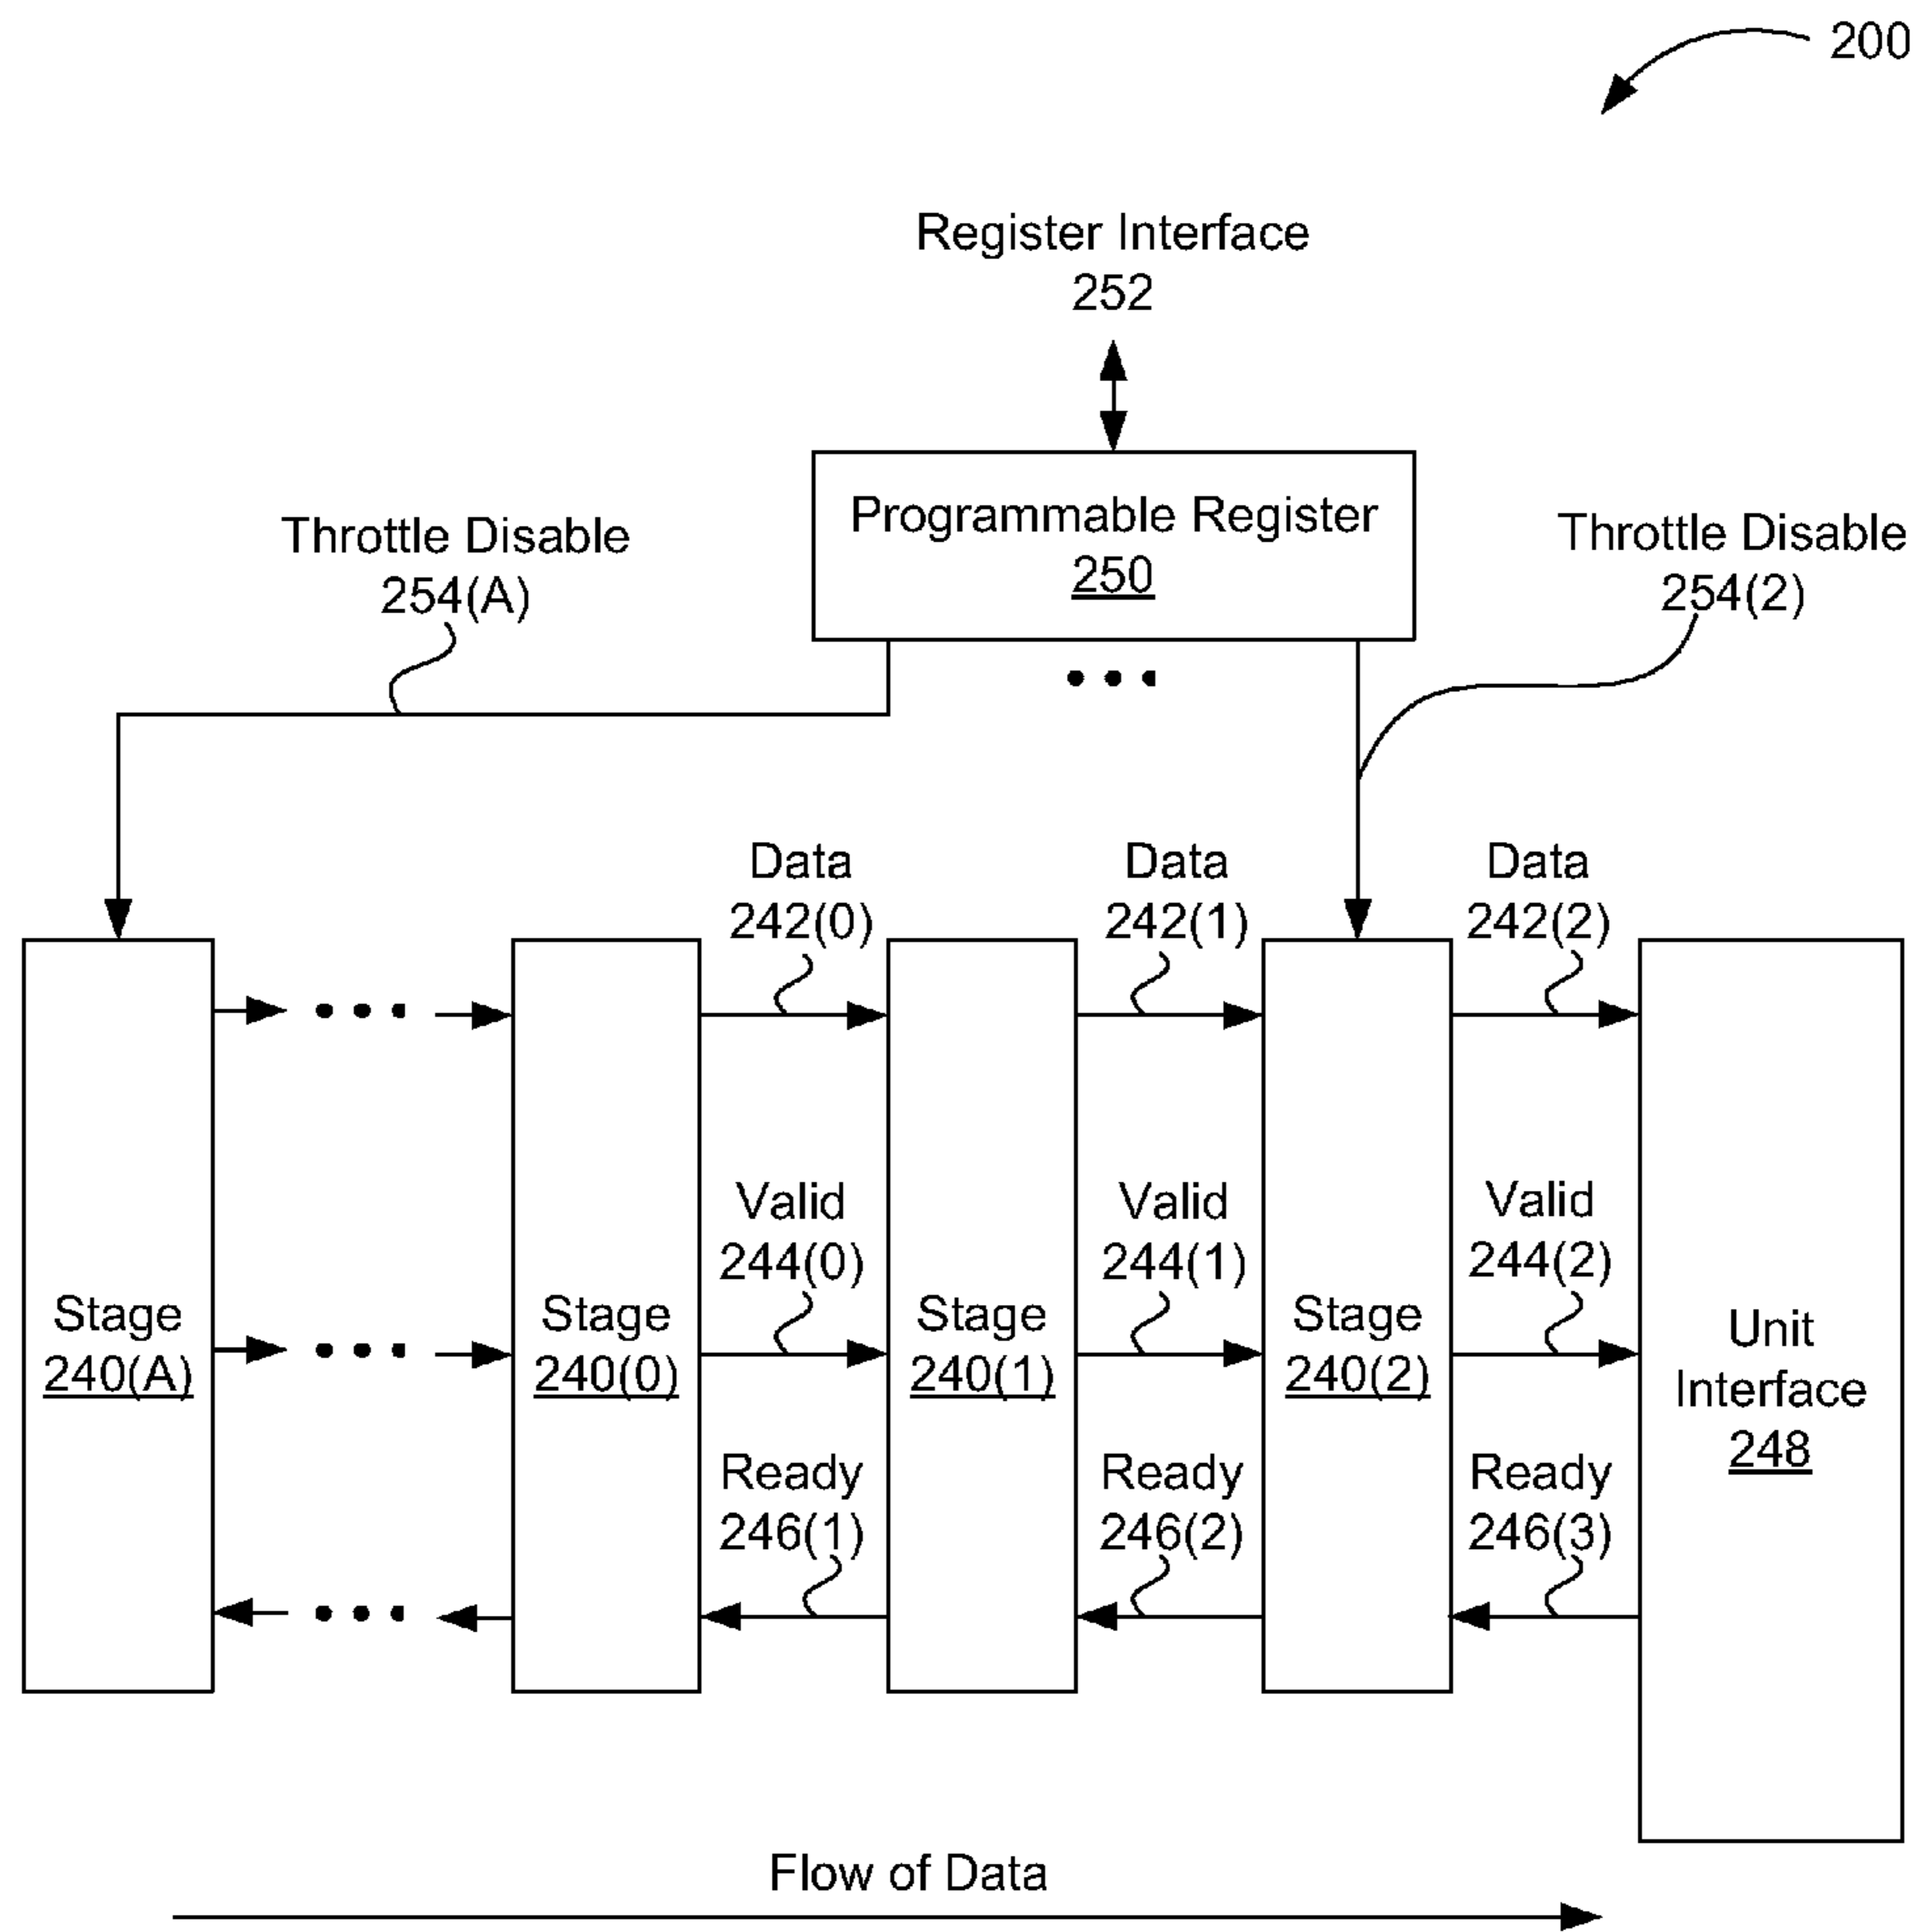 200
Register Interface
252
Programmable Register
250
Throttle Disable
254(A)
Throttle Disable
254(2)
Data
242(0)
Data
242(1)
Data
242(2)
Valid
244(0)
Valid
244(1)
Valid
244(2)
Stage
240(A)
Stage
240(0)
Stage
240(1)
Stage
240(2)
Unit
Interface
248
Ready
246(1)
Ready
246(2)
Ready
246(3)
Flow of Data